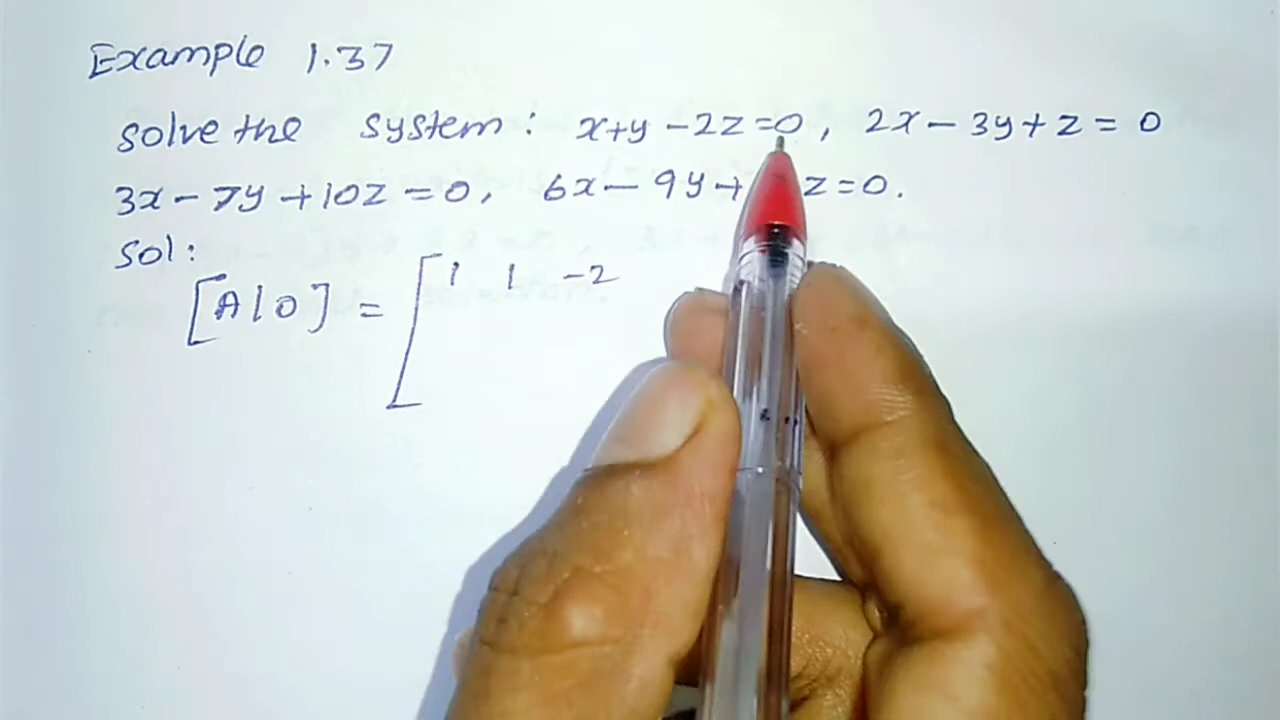 Example 1.37
solve the system: x+y-2z=0, 2x-3y+z=0
3x-7y+10z=0, 6x-9y+ z=0.
Sol:
[A|0] = [ 1 1 -2